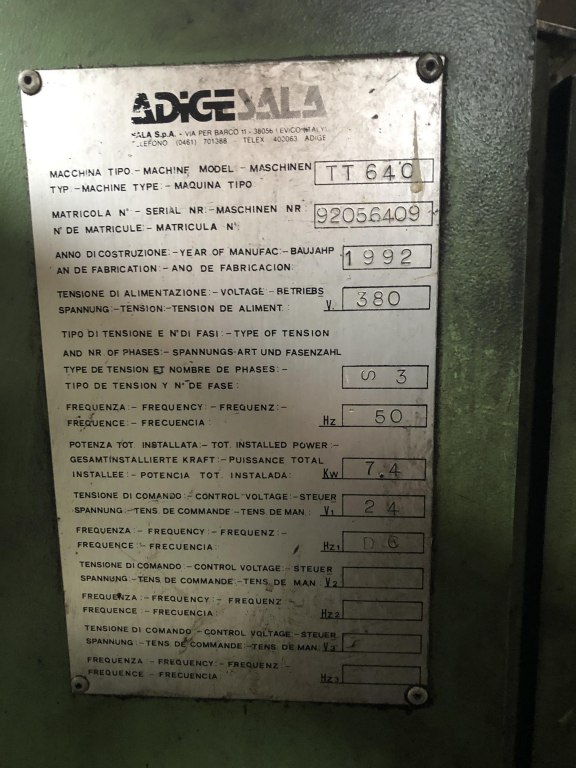 ADIGESALA
SALA S.p.A. - VIA PER BARCO 11 - 38056 LEVICO (ITALY)
TELEFONO (0461) 701388 TELEX 400063 ADIGE
MACCHINA TIPO:-MACHINE MODEL-MASCHINEN
TYP-MACHINE TYPE:-MAQUINA TIPO TT640
MATRICOLA N°-SERIAL NR:-MASCHINEN NR
N° DE MATRICULE:-MATRICULA N° 92056409
ANNO DI COSTRUZIONE:-YEAR OF MANUFAC.-BAUJAHR
AN DE FABRICATION-ANO DE FABRICACION: 1992
TENSIONE DI ALIMENTAZIONE:-VOLTAGE-BETRIEBS
SPANNUNG:-TENSION:-TENSION DE ALIMENT: V. 380
TIPO DI TENSIONE E N° DI FASI:-TYPE OF TENSION
AND NR OF PHASES:-SPANNUNGS-ART UND FASENZAHL
TYPE DE TENSION ET NOMBRE DE PHASES:-
TIPO DE TENSION Y N° DE FASE: S 3
FREQUENZA:-FREQUENCY:-FREQUENZ:-
FREQUENCE:-FRECUENCIA: Hz 50
POTENZA TOT. INSTALLATA:-TOT. INSTALLED POWER:-
GESAMTINSTALLIERTE KRAFT:-PUISSANCE TOTAL
INSTALLEE:-POTENCIA TOT. INSTALADA: KW 7.4
TENSIONE DI COMANDO:-CONTROL VOLTAGE:-STEUER
SPANNUNG:-TENS DE COMMANDE:-TENS.DE MAN: V1 24
FREQUENZA:-FREQUENCY:-FREQUENZ:-
FREQUENCE:-FRECUENCIA: Hz1 DC
TENSIONE DI COMANDO:-CONTROL VOLTAGE:-STEUER
SPANNUNG:-TENS DE COMMANDE:-TENS.DE MAN: V2
FREQUENZA:-FREQUENCY:-FREQUENZ
FREQUENCE:-FRECUENCIA: Hz2
TENSIONE DI COMANDO:-CONTROL VOLTAGE:-STEUER
SPANNUNG:-TENS DE COMMANDE:-TENS.DE MAN: V3
FREQUENZA:-FREQUENCY:-FREQUENZ:-
FREQUENCE-FRECUENCIA: Hz3